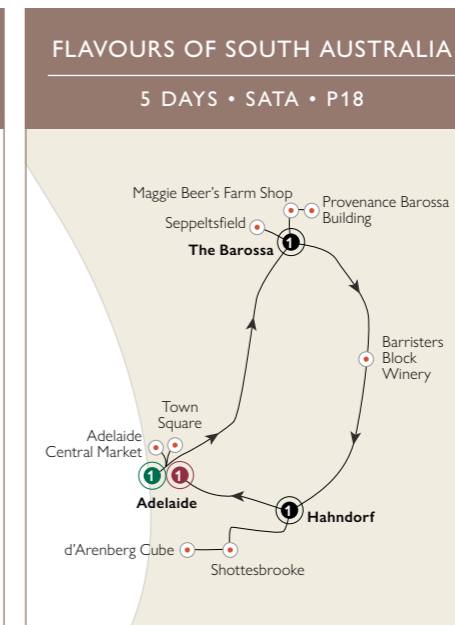 FLAVOURS OF SOUTH AUSTRALIA
5 DAYS • SATA • P18
Maggie Beer's Farm Shop
Provenance Barossa
Building
Seppeltsfield
The Barossa
1
Barristers
Block
Winery
Town
Square
Adelaide
Central Market
1
1
Adelaide
1
Hahndorf
d'Arenberg Cube
Shottesbrooke